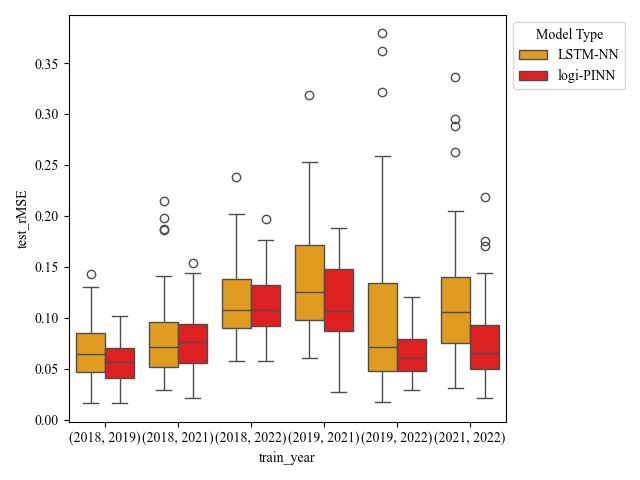 Model Type
LSTM-NN
logi-PINN
test_rMSE
0.35
0.30
0.25
0.20
0.15
0.10
0.05
0.00
(2018, 2019) (2018, 2021) (2018, 2022) (2019, 2021) (2019, 2022) (2021, 2022)
train_year